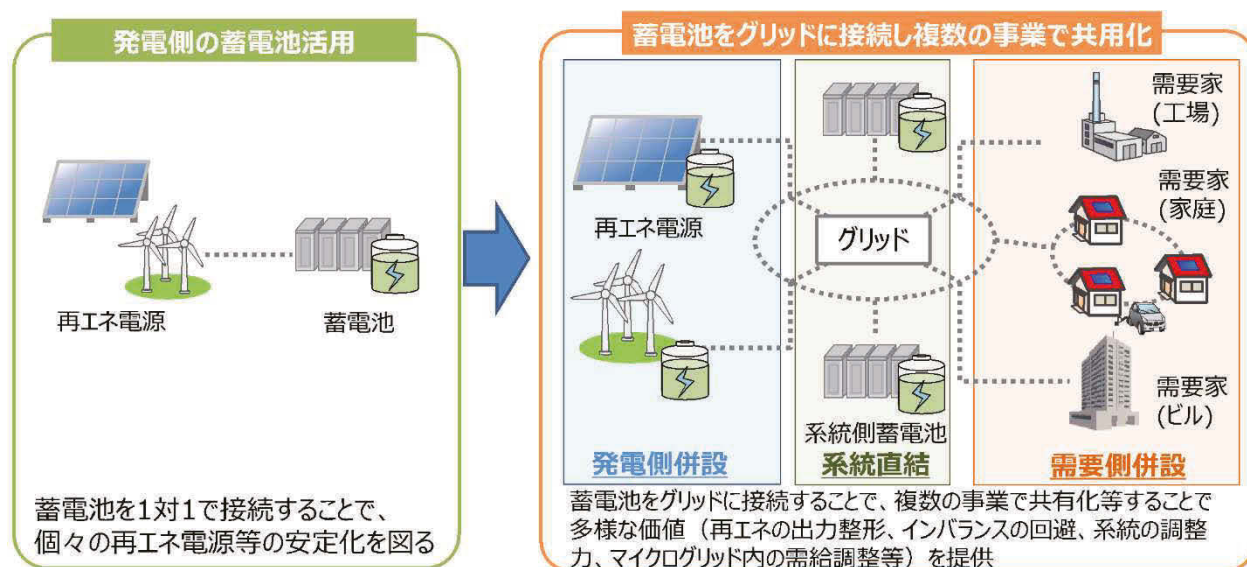 発電側の蓄電池活用
再エネ電源
蓄電池
蓄電池を1対1で接続することで、
個々の再エネ電源等の安定化を図る
蓄電池をグリッドに接続し複数の事業で共用化
再エネ電源
発電側併設
グリッド
系統側蓄電池
系統直結
需要家
(工場)
需要家
(家庭)
需要家
(ビル)
需要側併設
蓄電池をグリッドに接続することで、複数の事業で共有化等することで
多様な価値（再エネの出力整形、インバランスの回避、系統の調整
力、マイクログリッド内の需給調整等）を提供